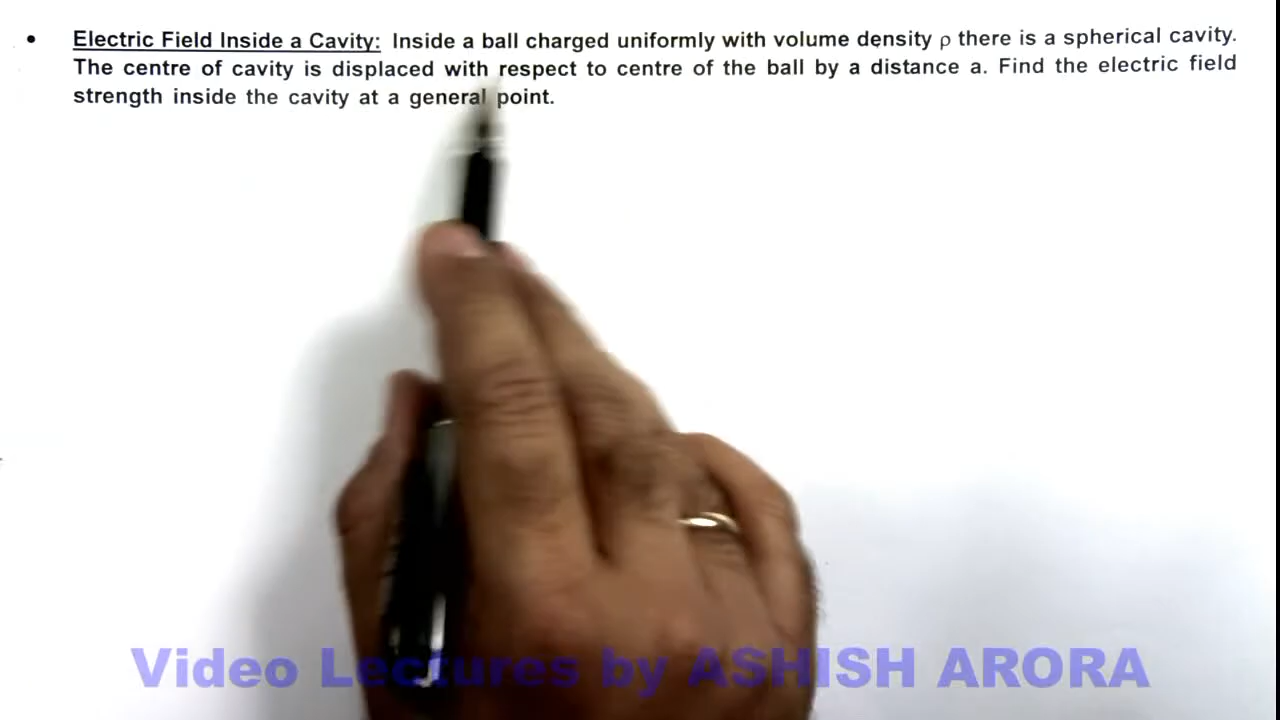 • Electric Field Inside a Cavity: Inside a ball charged uniformly with volume density ρ there is a spherical cavity.
The centre of cavity is displaced with respect to centre of the ball by a distance a. Find the electric field
strength inside the cavity at a general point.
Video Lectures by ASHISH ARORA